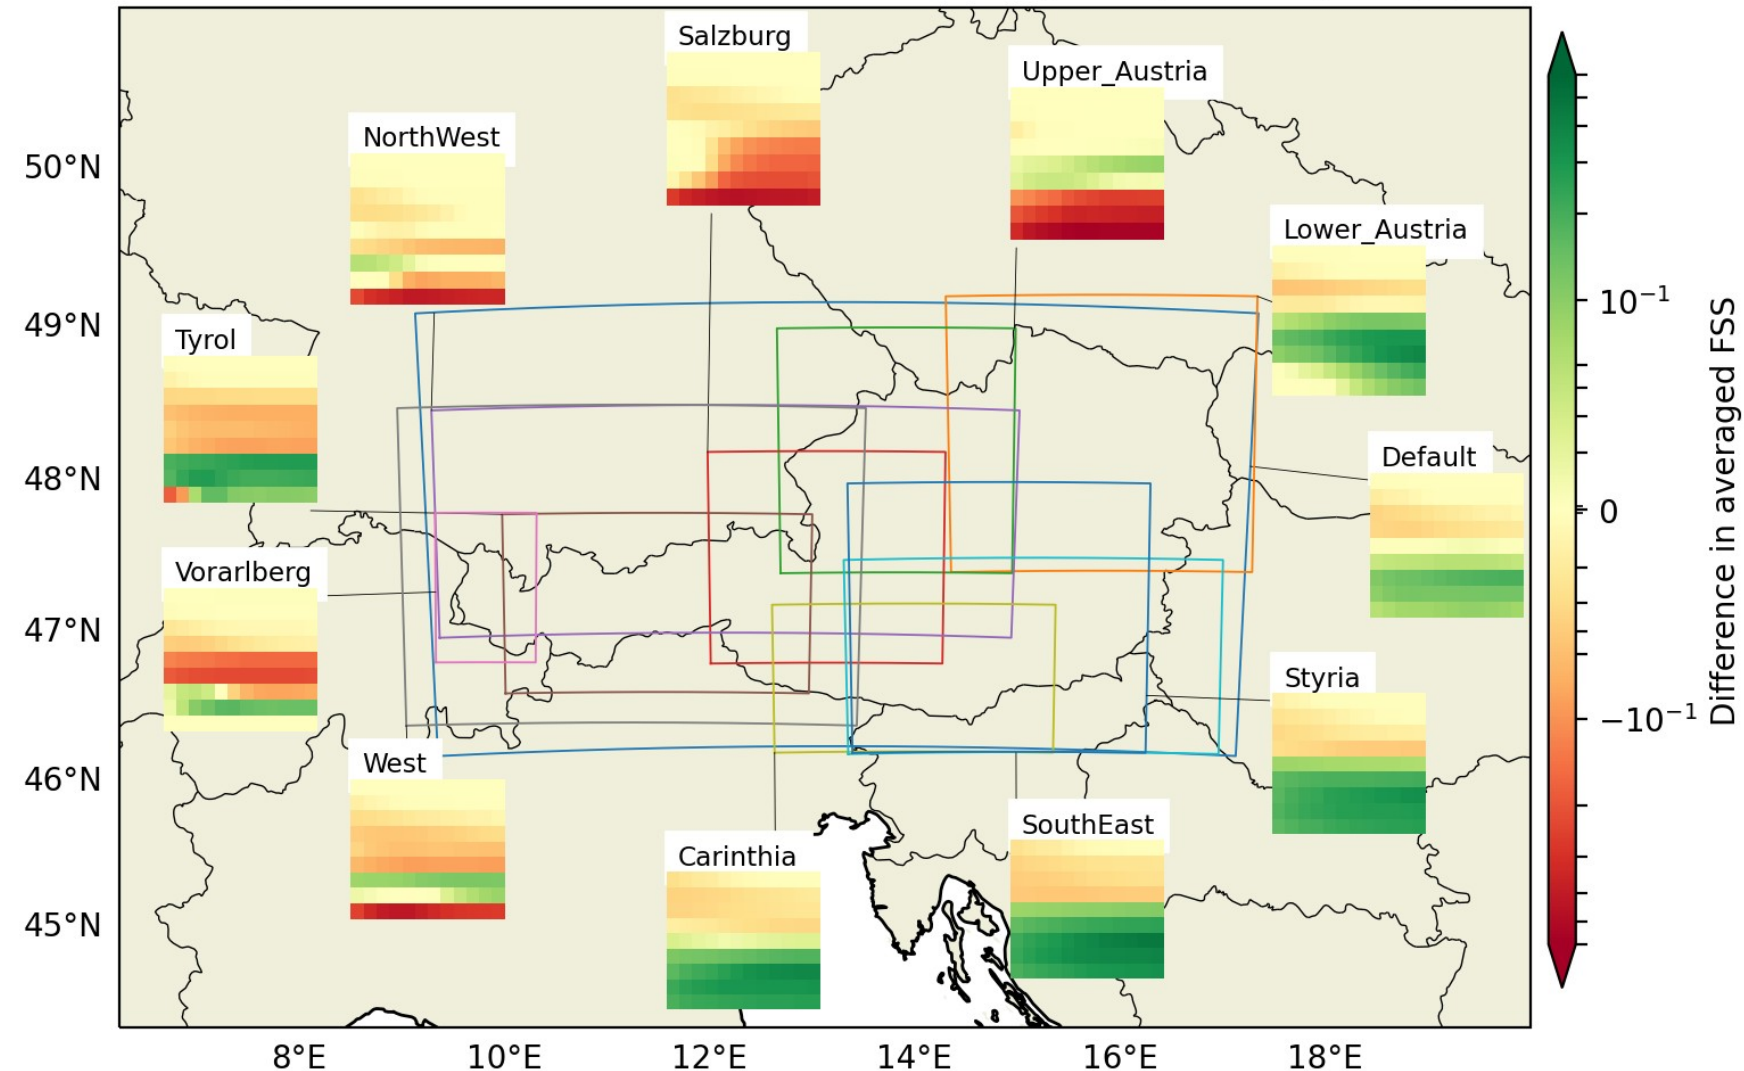 Salzburg
Upper_Austria
NorthWest
Lower_Austria
Tyrol
Default
Vorarlberg
Styria
West
SouthEast
Carinthia
50°N
49°N
48°N
47°N
46°N
45°N
8°E
10°E
12°E
14°E
16°E
18°E
10⁻¹
0
−10⁻¹
Difference in averaged FSS